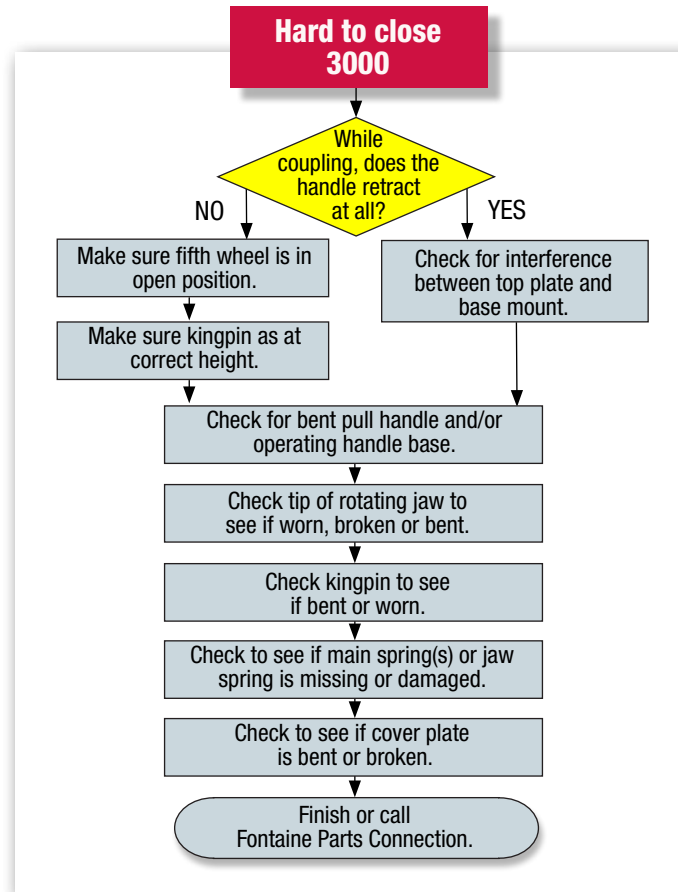 Hard to close
3000
While
coupling, does the
handle retract
at all?
NO
YES
Make sure fifth wheel is in
open position.
Check for interference
between top plate and
base mount.
Make sure kingpin as at
correct height.
Check for bent pull handle and/or
operating handle base.
Check tip of rotating jaw to
see if worn, broken or bent.
Check kingpin to see
if bent or worn.
Check to see if main spring(s) or jaw
spring is missing or damaged.
Check to see if cover plate
is bent or broken.
Finish or call
Fontaine Parts Connection.